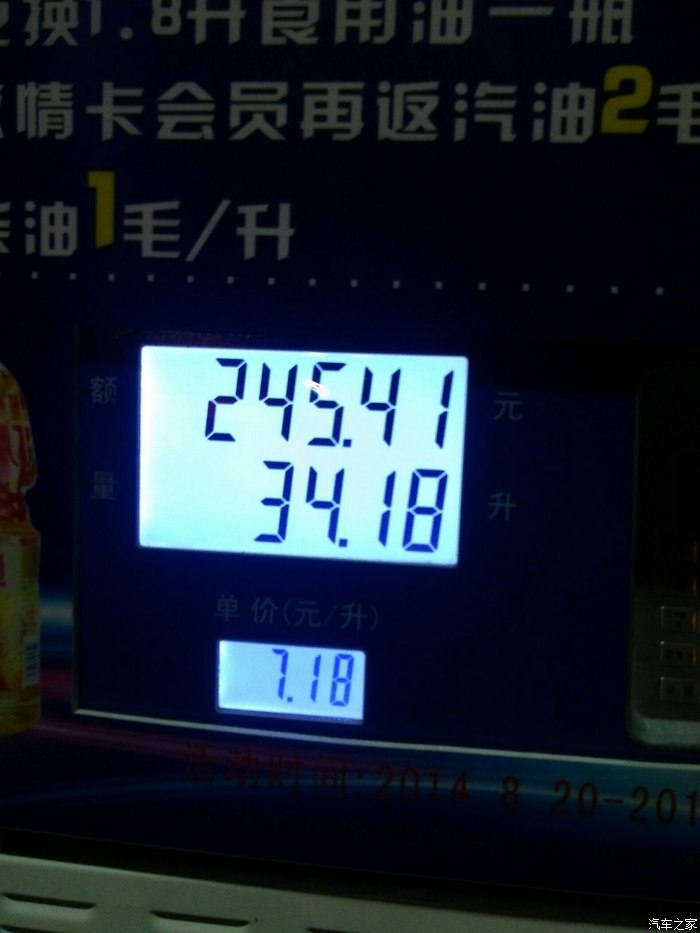 换1.8升食用油一瓶
情卡会员再返汽油2毛
柴油1毛/升
额 245.41 元
量 34.18 升
单价(元/升)
7.18
活动时间:2014.8.20-201
汽车之家